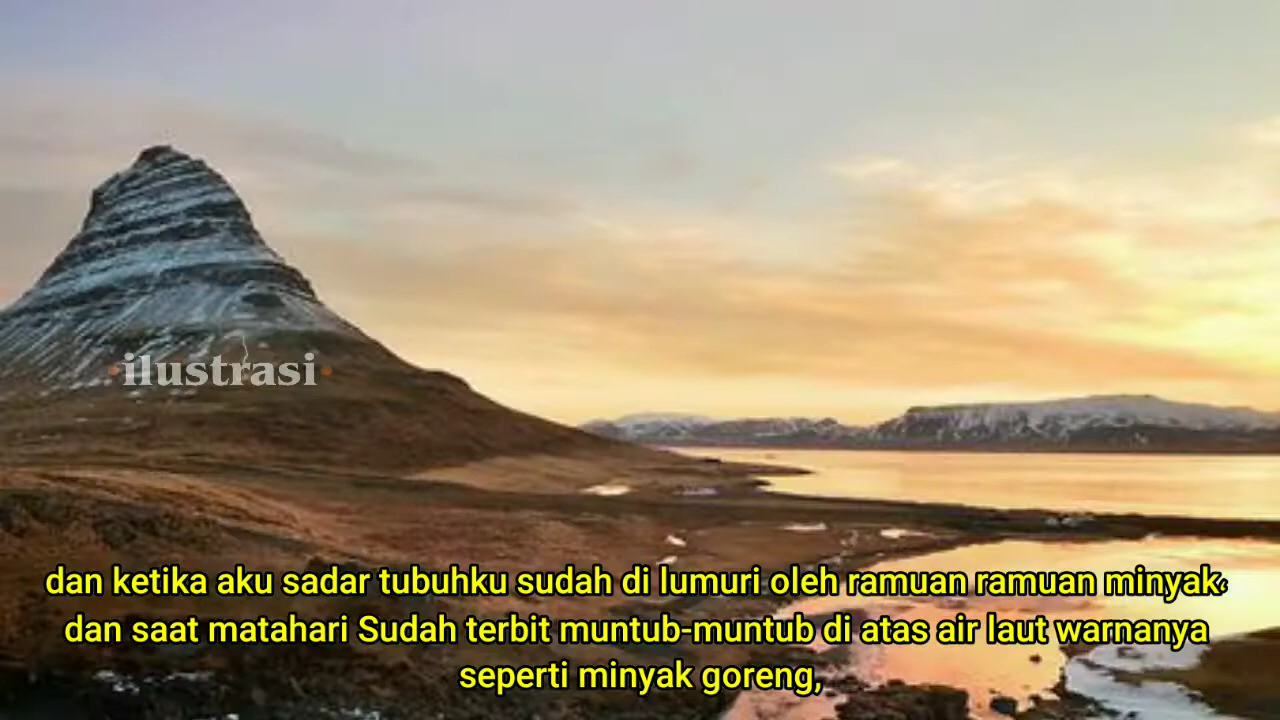 ilustrasi
dan ketika aku sadar tubuhku sudah di lumuri oleh ramuan ramuan minyak
dan saat matahari Sudah terbit muntub-muntub di atas air laut warnanya
seperti minyak goreng,